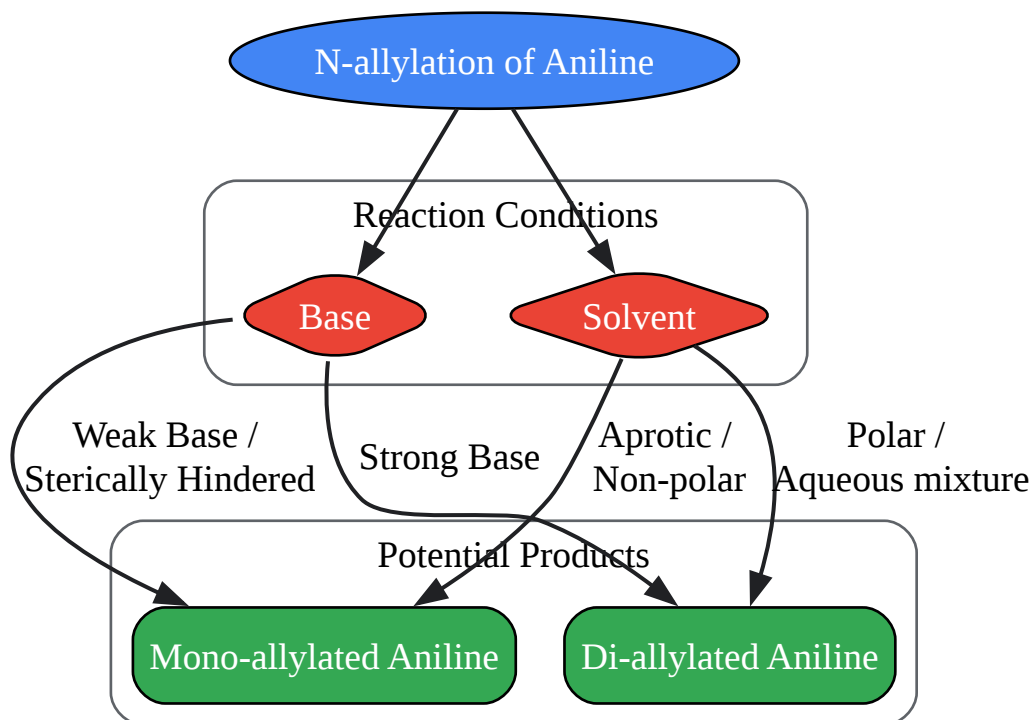 N-allylation of Aniline
Reaction Conditions
Base
Solvent
Weak Base /
Sterically Hindered
Strong Base
Aprotic /
Non-polar
Polar /
Aqueous mixture
Potential Products
Mono-allylated Aniline
Di-allylated Aniline